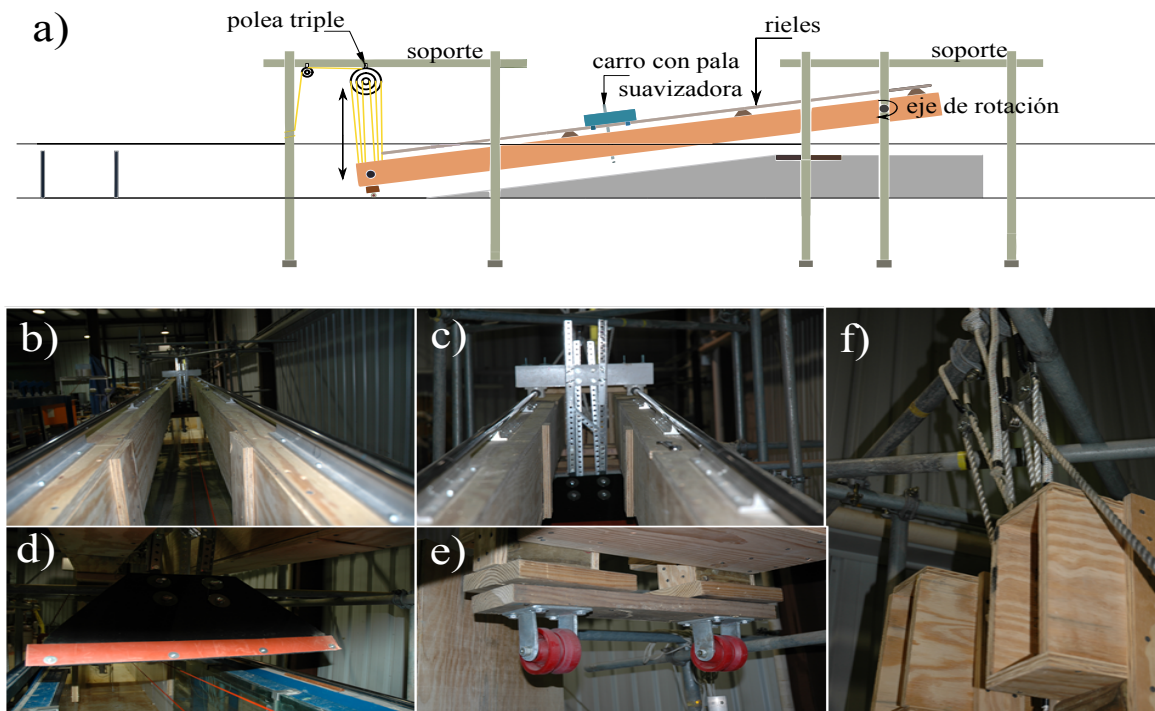 a)
polea triple
soporte
carro con pala
suavizadora
rieles
soporte
eje de rotación
b)
c)
f)
d)
e)